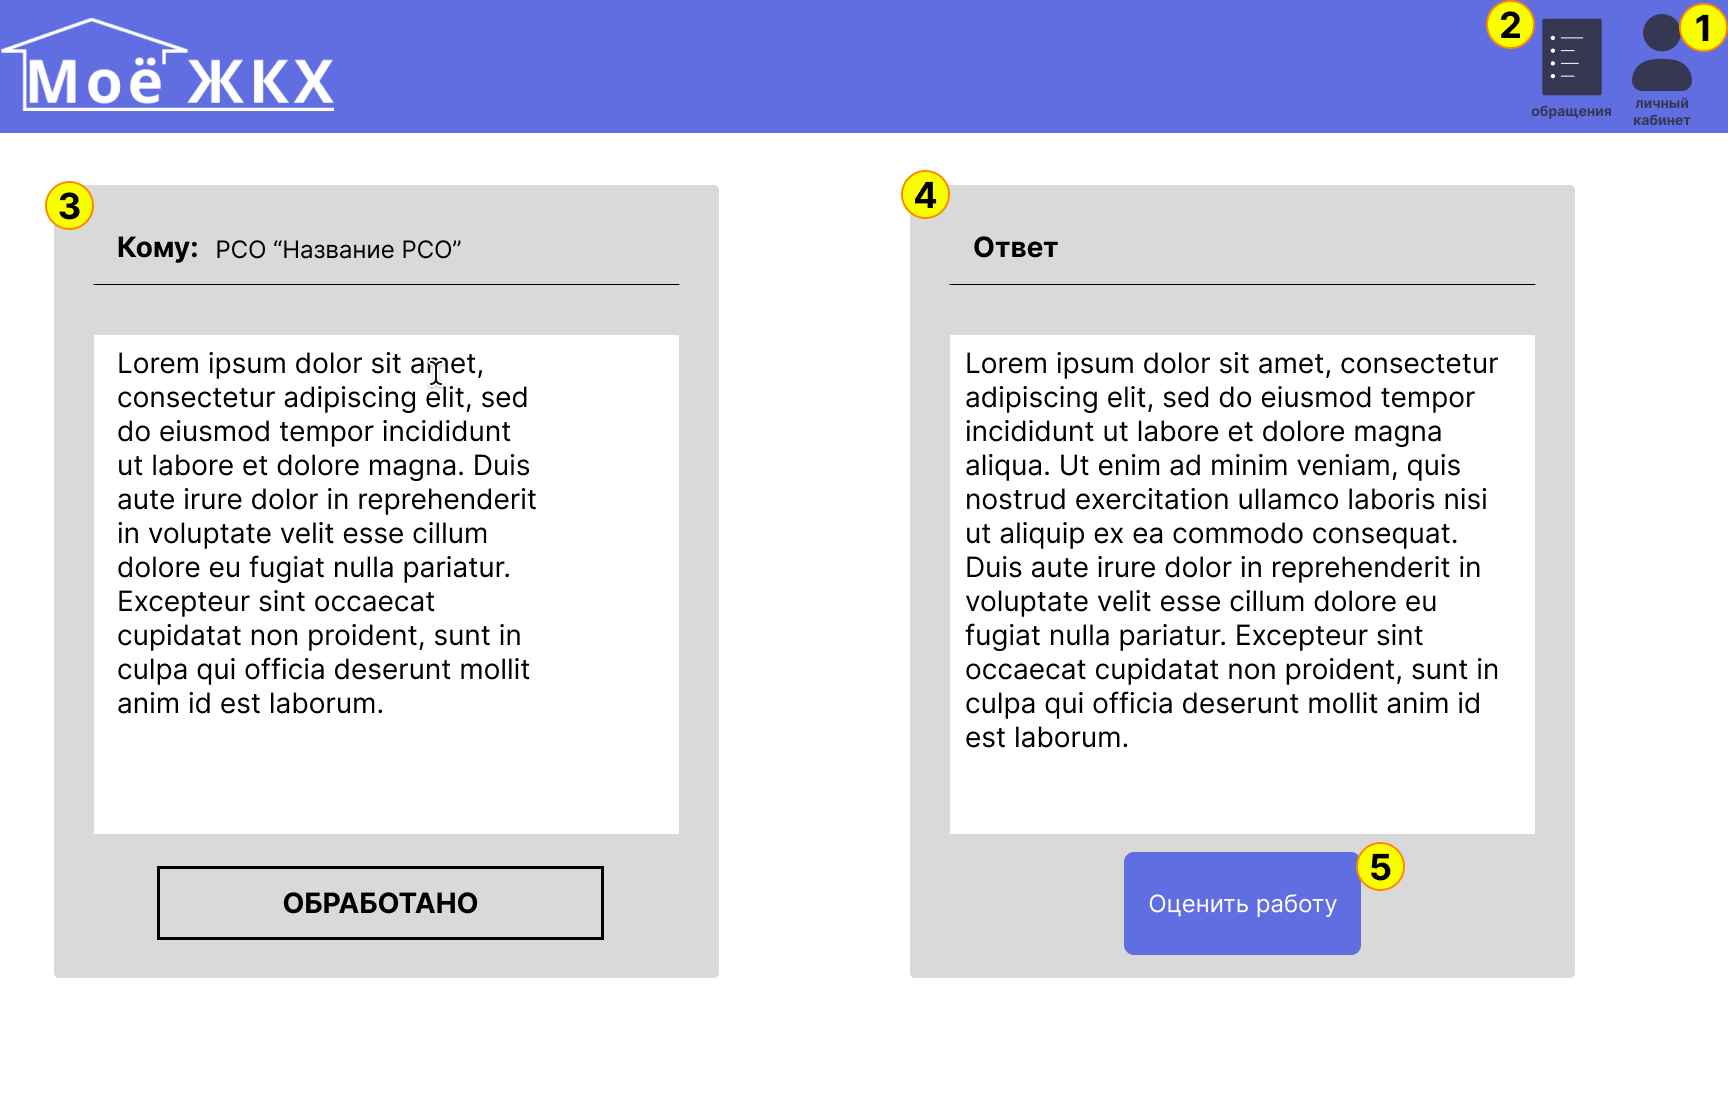 Моё ЖКХ
2
1
обращения
личный
кабинет
3
Кому: РСО “Название РСО”
Lorem ipsum dolor sit amet,
consectetur adipiscing elit, sed
do eiusmod tempor incididunt
ut labore et dolore magna. Duis
aute irure dolor in reprehenderit
in voluptate velit esse cillum
dolore eu fugiat nulla pariatur.
Excepteur sint occaecat
cupidatat non proident, sunt in
culpa qui officia deserunt mollit
anim id est laborum.
ОБРАБОТАНО
4
Ответ
Lorem ipsum dolor sit amet, consectetur
adipiscing elit, sed do eiusmod tempor
incididunt ut labore et dolore magna
aliqua. Ut enim ad minim veniam, quis
nostrud exercitation ullamco laboris nisi
ut aliquip ex ea commodo consequat.
Duis aute irure dolor in reprehenderit in
voluptate velit esse cillum dolore eu
fugiat nulla pariatur. Excepteur sint
occaecat cupidatat non proident, sunt in
culpa qui officia deserunt mollit anim id
est laborum.
5
Оценить работу